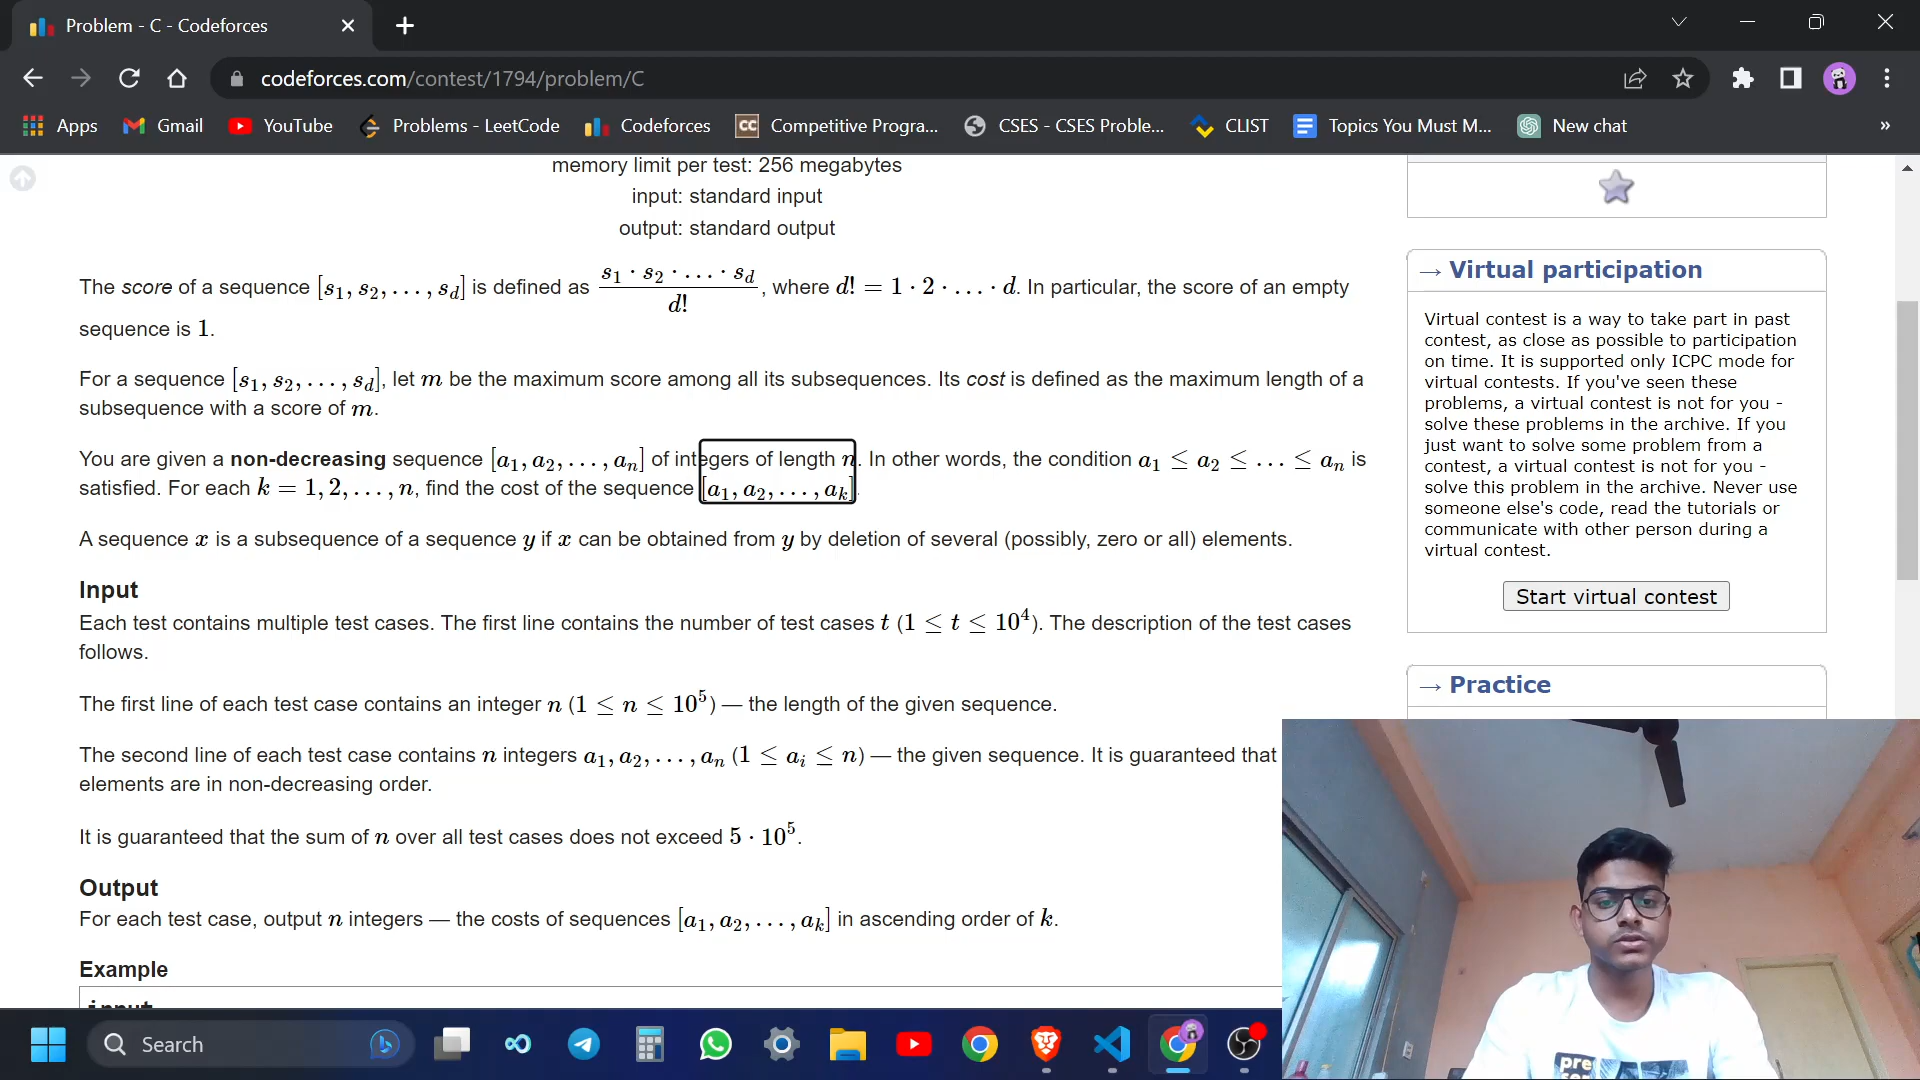 Problem - C - Codeforces
codeforces.com/contest/1794/problem/C
Apps Gmail YouTube Problems - LeetCode Codeforces CC Competitive Progra... CSES - CSES Proble... CLIST Topics You Must M... New chat »
memory limit per test: 256 megabytes
input: standard input
output: standard output
The score of a sequence [s₁, s₂, …, s_d] is defined as (s₁ · s₂ · … · s_d)/d!, where d! = 1 · 2 · … · d. In particular, the score of an empty
sequence is 1.
For a sequence [s₁, s₂, …, s_d], let m be the maximum score among all its subsequences. Its cost is defined as the maximum length of a
subsequence with a score of m.
You are given a non-decreasing sequence [a₁, a₂, …, aₙ] of integers of length n. In other words, the condition a₁ ≤ a₂ ≤ … ≤ aₙ is
satisfied. For each k = 1, 2, …, n, find the cost of the sequence [a₁, a₂, …, a_k].
A sequence x is a subsequence of a sequence y if x can be obtained from y by deletion of several (possibly, zero or all) elements.
Input
Each test contains multiple test cases. The first line contains the number of test cases t (1 ≤ t ≤ 10⁴). The description of the test cases
follows.
The first line of each test case contains an integer n (1 ≤ n ≤ 10⁵) — the length of the given sequence.
The second line of each test case contains n integers a₁, a₂, …, aₙ (1 ≤ aᵢ ≤ n) — the given sequence. It is guaranteed that
elements are in non-decreasing order.
It is guaranteed that the sum of n over all test cases does not exceed 5 · 10⁵.
Output
For each test case, output n integers — the costs of sequences [a₁, a₂, …, a_k] in ascending order of k.
Example
→ Virtual participation
Virtual contest is a way to take part in past
contest, as close as possible to participation
on time. It is supported only ICPC mode for
virtual contests. If you've seen these
problems, a virtual contest is not for you -
solve these problems in the archive. If you
just want to solve some problem from a
contest, a virtual contest is not for you -
solve this problem in the archive. Never use
someone else's code, read the tutorials or
communicate with other person during a
virtual contest.
Start virtual contest
→ Practice
Search